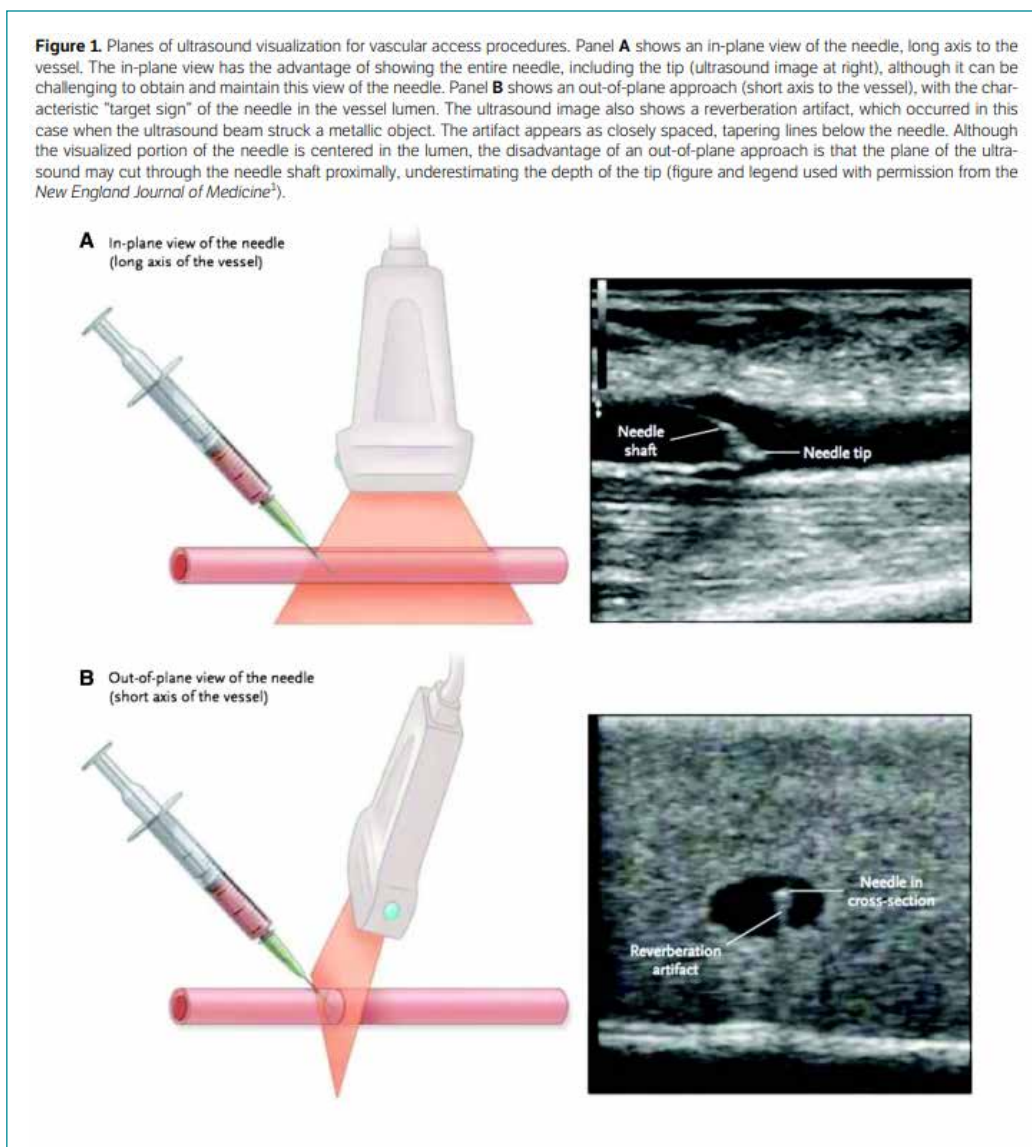 Figure 1. Planes of ultrasound visualization for vascular access procedures. Panel A shows an in-plane view of the needle, long axis to the
vessel. The in-plane view has the advantage of showing the entire needle, including the tip (ultrasound image at right), although it can be
challenging to obtain and maintain this view of the needle. Panel B shows an out-of-plane approach (short axis to the vessel), with the char-
acteristic "target sign" of the needle in the vessel lumen. The ultrasound image also shows a reverberation artifact, which occurred in this
case when the ultrasound beam struck a metallic object. The artifact appears as closely spaced, tapering lines below the needle. Although
the visualized portion of the needle is centered in the lumen, the disadvantage of an out-of-plane approach is that the plane of the ultra-
sound may cut through the needle shaft proximally, underestimating the depth of the tip (figure and legend used with permission from the
New England Journal of Medicine¹).
A In-plane view of the needle
(long axis of the vessel)
Needle
shaft
Needle tip
B Out-of-plane view of the needle
(short axis of the vessel)
Needle in
cross-section
Reverberation
artifact